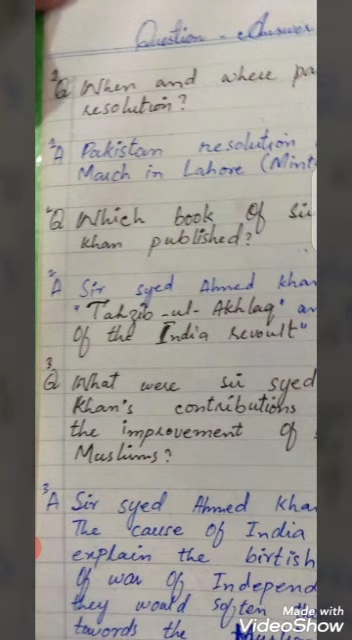 Question - Answer
Q When and where pa
resolution?
A Pakistan resolution
March in Lahore (Mint
Q Which book Of Sir
khan published?
A Sir syed Ahmed khan
"Tahzib-ul-Akhlaq" an
Of the India revoult"
3
Q What were sir syed
Khan's contributions
the improvement Of
Muslims?
3
A Sir syed Ahmed Khan
The cause Of India
explain the birtish
Of war Of Independ
they would soften
towords the
Made with
VideoShow